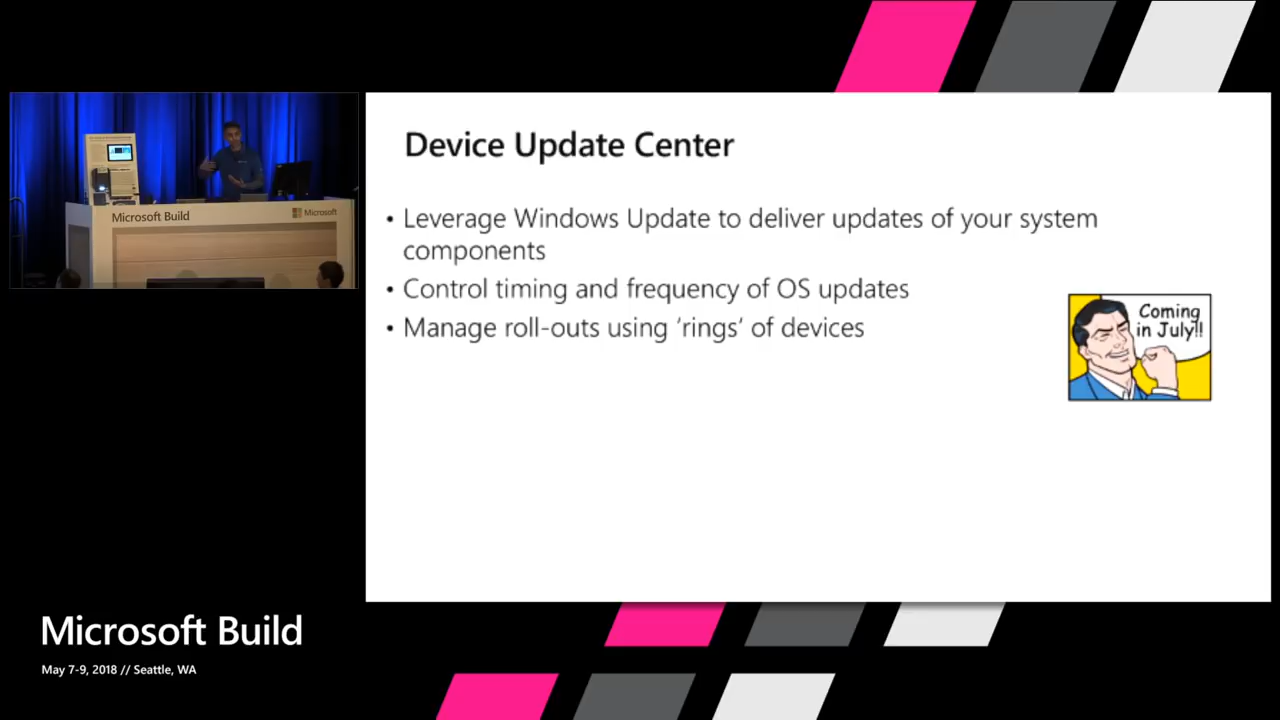 Microsoft Build
Microsoft
Device Update Center
• Leverage Windows Update to deliver updates of your system
components
• Control timing and frequency of OS updates
• Manage roll-outs using ‘rings’ of devices
Coming
in July!!
Microsoft Build
May 7-9, 2018 // Seattle, WA